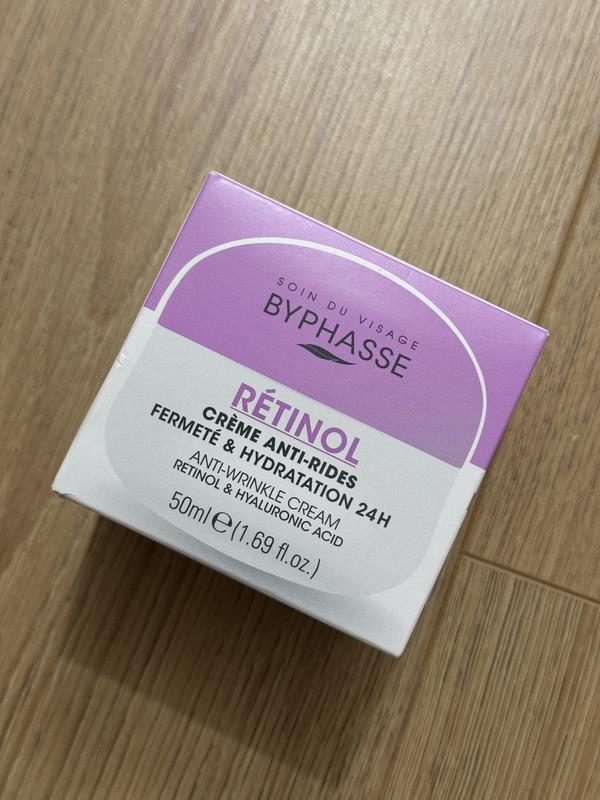 SOIN DU VISAGE
BYPHASSE
RÉTINOL
CRÈME ANTI-RIDES
FERMETÉ & HYDRATATION 24H
ANTI-WRINKLE CREAM
RETINOL & HYALURONIC ACID
50ml ℮ (1.69 fl.oz.)